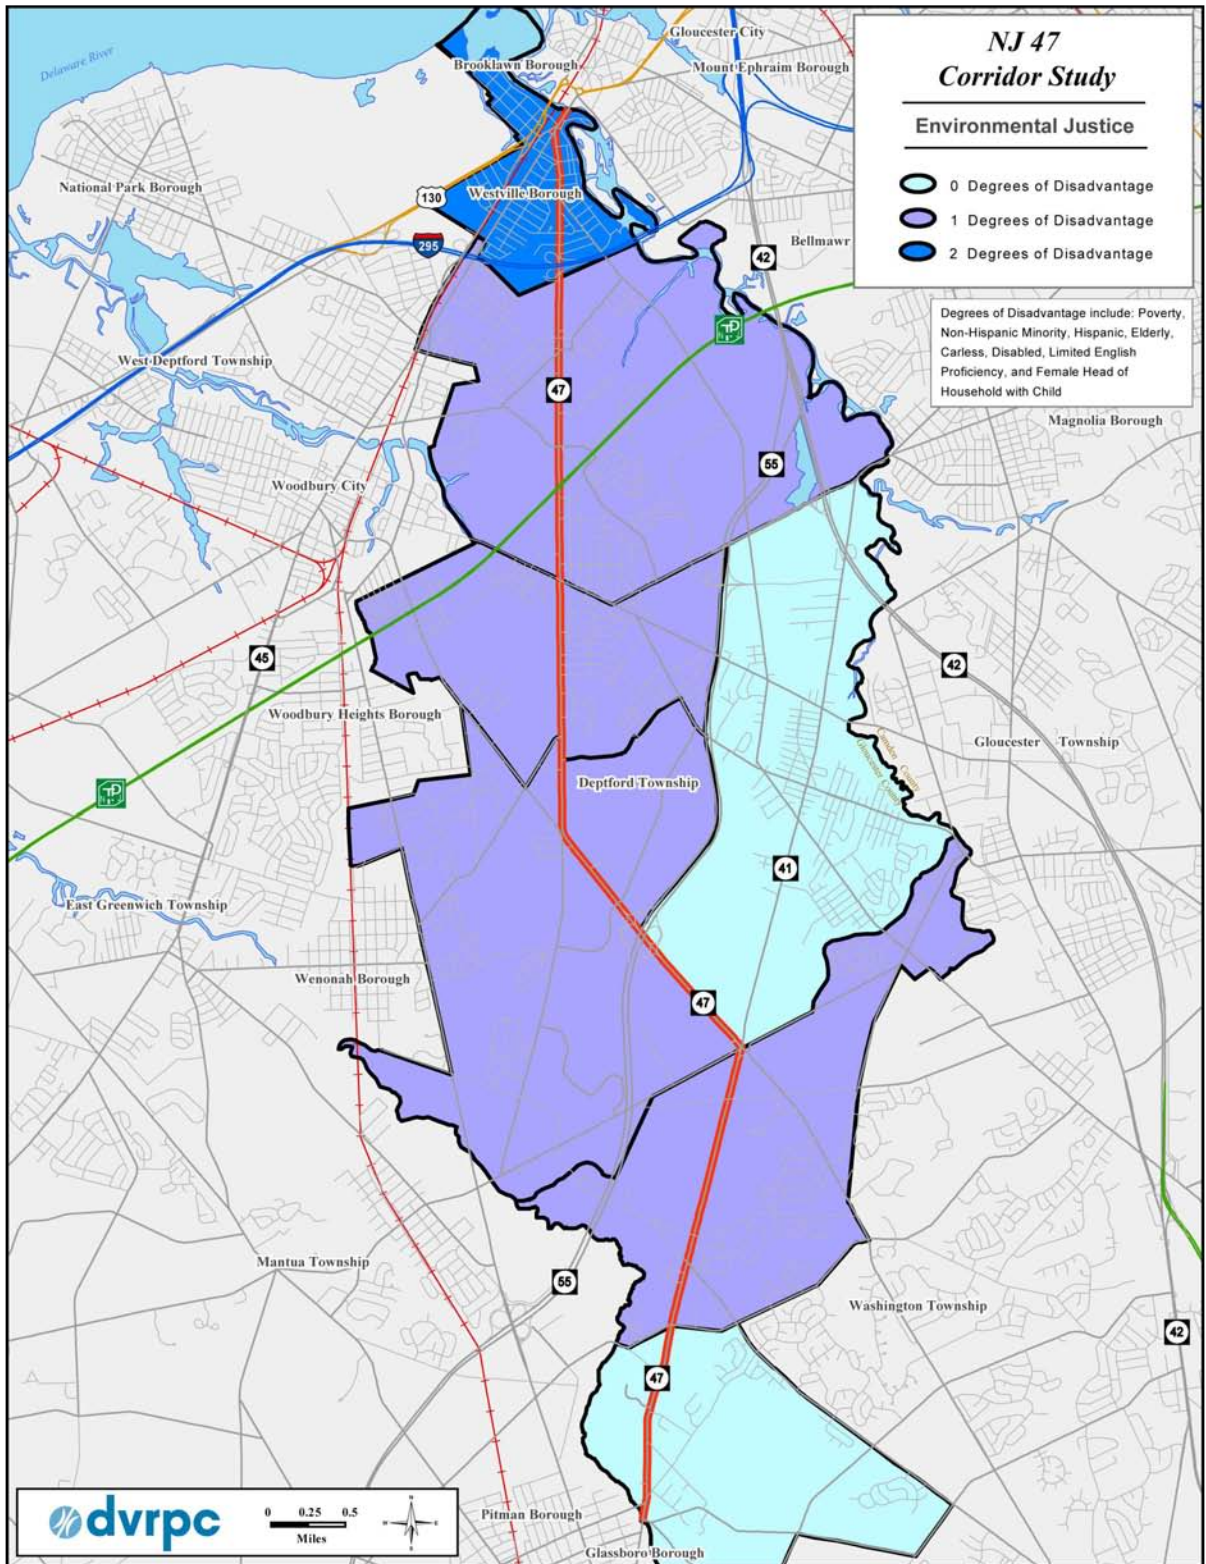 NJ 47
Corridor Study
Environmental Justice
0 Degrees of Disadvantage
1 Degrees of Disadvantage
2 Degrees of Disadvantage
Degrees of Disadvantage include: Poverty,
Non-Hispanic Minority, Hispanic, Elderly,
Carless, Disabled, Limited English
Proficiency, and Female Head of
Household with Child
Delaware River
Gloucester City
Brooklawn Borough
Mount Ephraim Borough
National Park Borough
130
Westville Borough
295
Bellmawr
42
West Deptford Township
47
Magnolia Borough
55
Woodbury City
45
42
Woodbury Heights Borough
Camden County
Gloucester County
Gloucester Township
Deptford Township
41
East Greenwich Township
Wenonah Borough
47
Mantua Township
55
Washington Township
42
47
Pitman Borough
Glassboro Borough
dvrpc
0 0.25 0.5
Miles